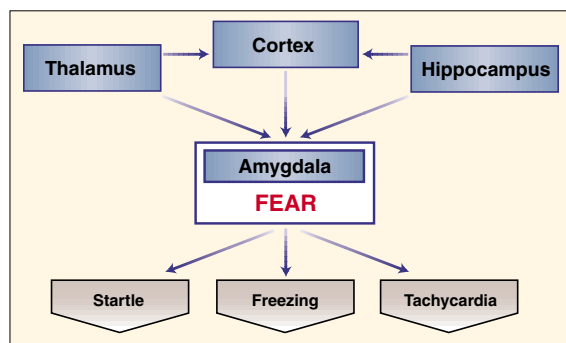 Cortex
Thalamus
Hippocampus
Amygdala
FEAR
Startle
Freezing
Tachycardia